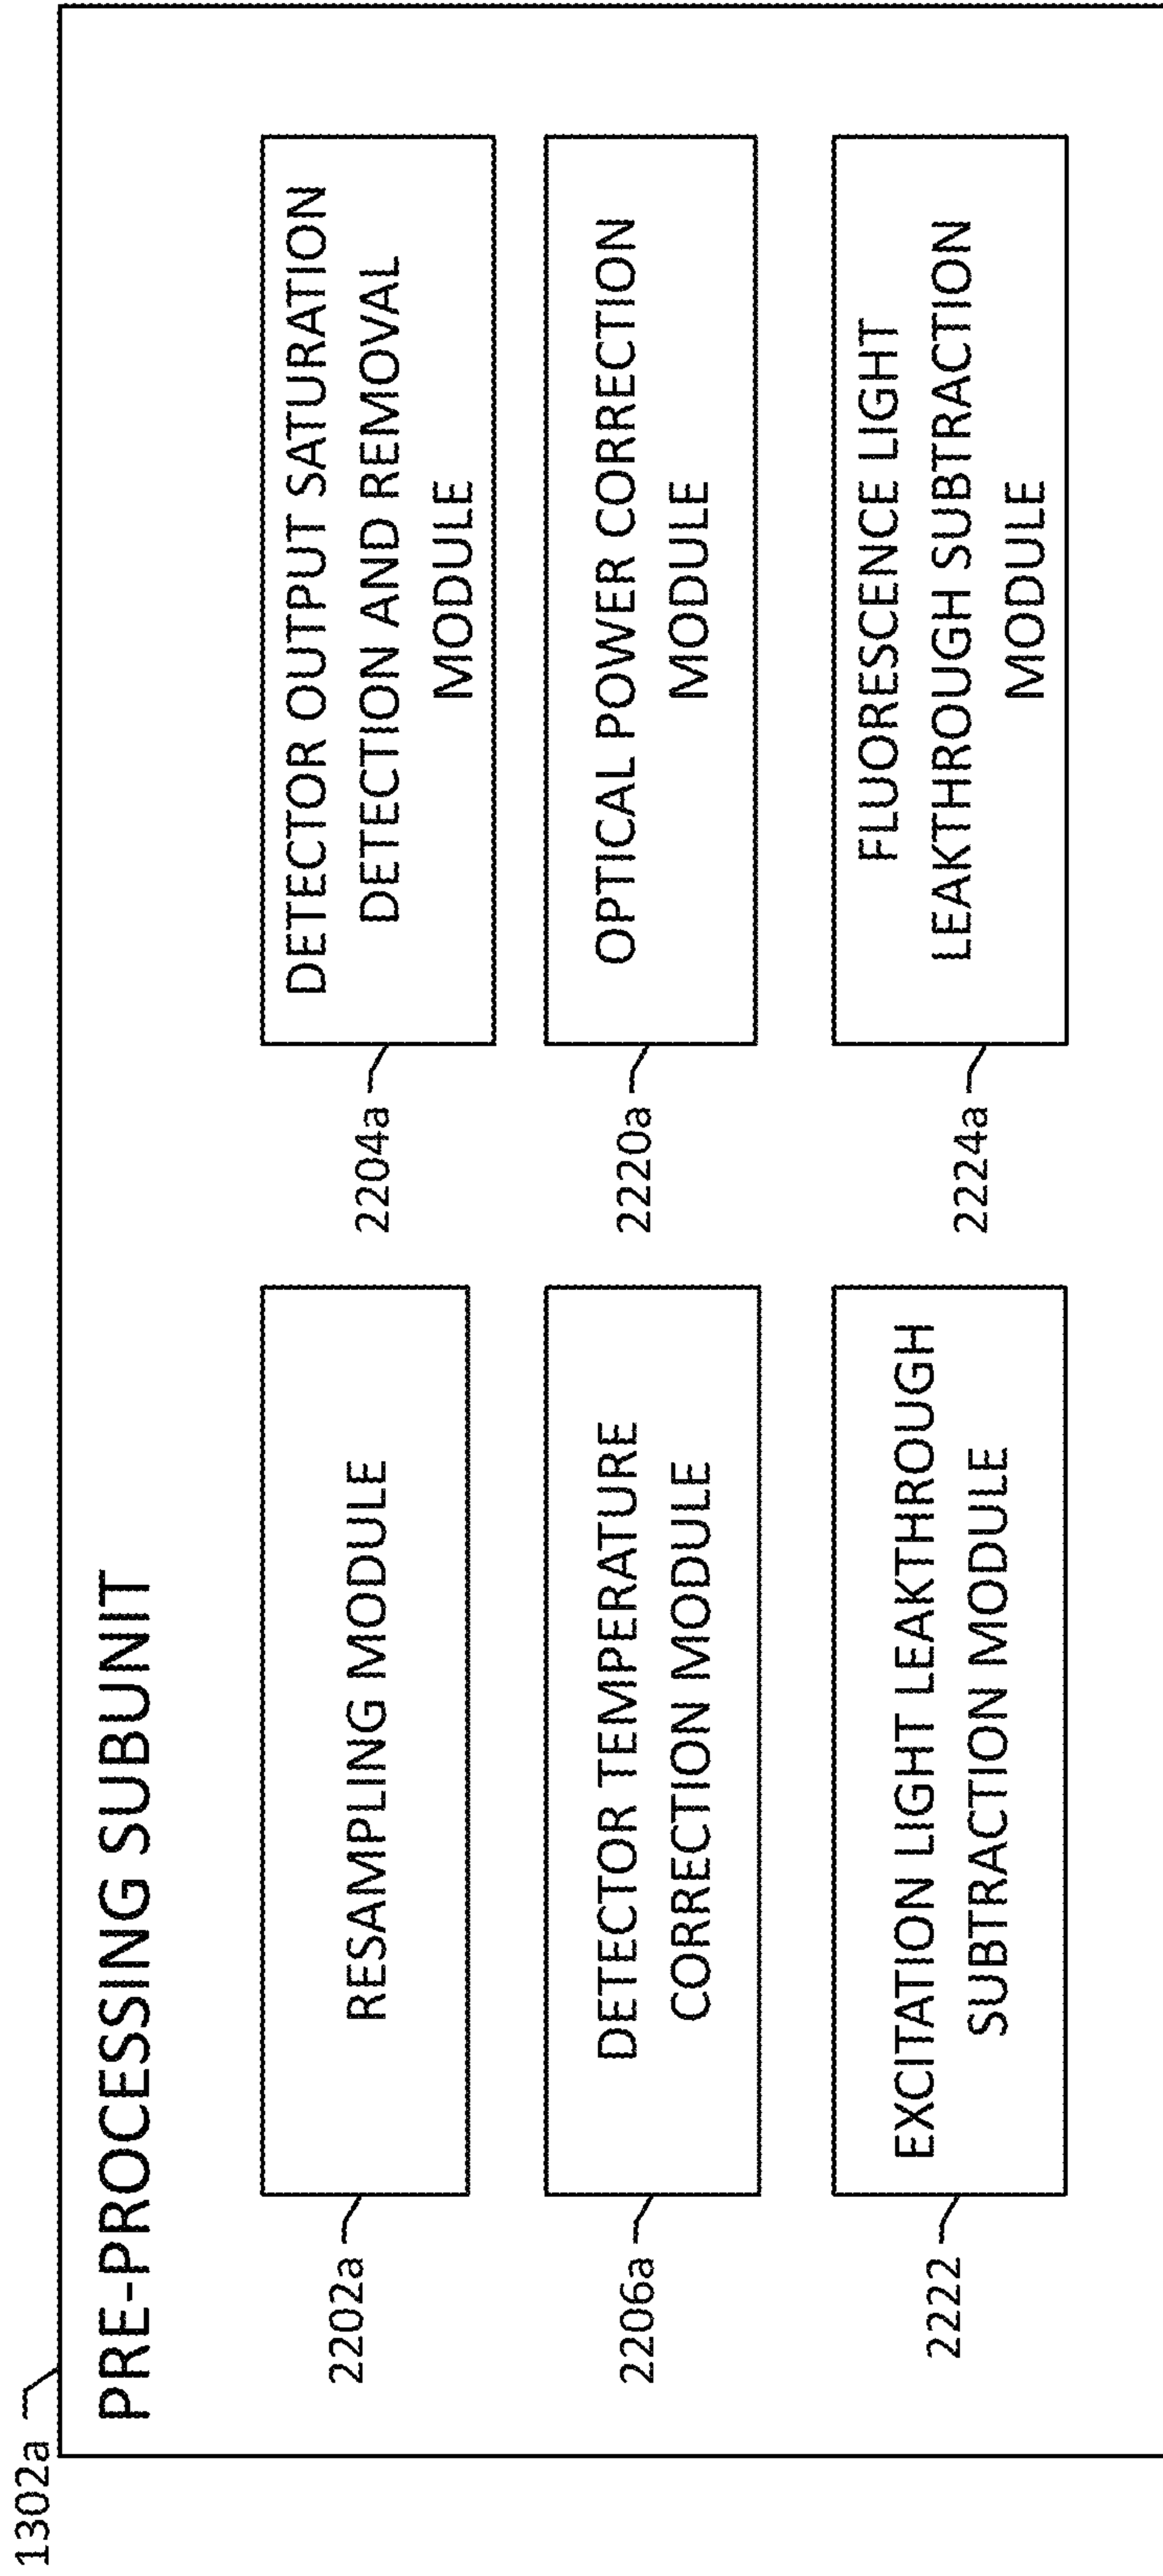 1302a
PRE-PROCESSING SUBUNIT
2202a
RESAMPLING MODULE
2204a
DETECTOR OUTPUT SATURATION
DETECTION AND REMOVAL
MODULE
2206a
DETECTOR TEMPERATURE
CORRECTION MODULE
2220a
OPTICAL POWER CORRECTION
MODULE
2222
EXCITATION LIGHT LEAKTHROUGH
SUBTRACTION MODULE
2224a
FLUORESCENCE LIGHT
LEAKTHROUGH SUBTRACTION
MODULE